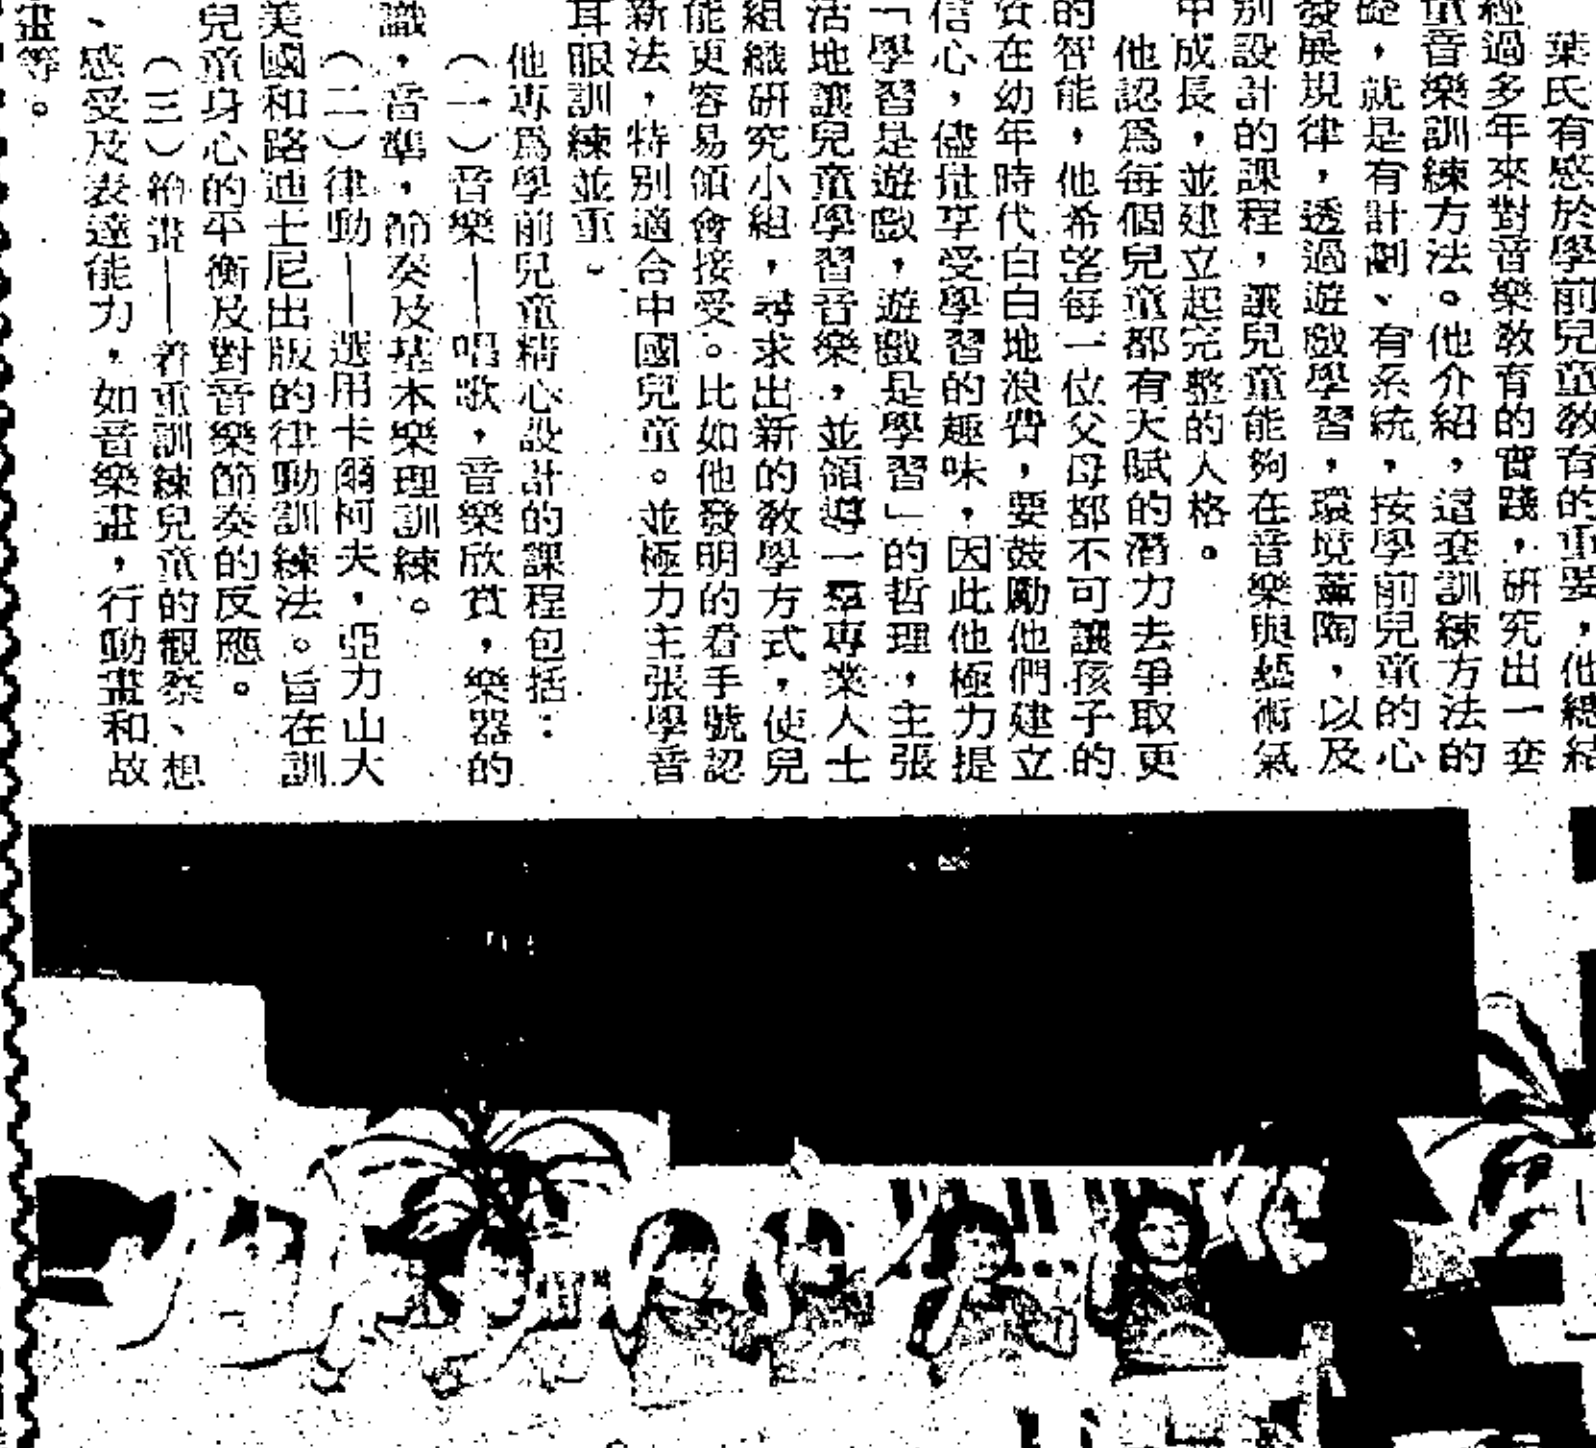 葉氏有感於學前兒童教育的重要，他總結
經過多年來對音樂教育的實踐，研究出一套
童音樂訓練方法。他介紹，這套訓練方法的
礎，就是有計劃、有系統，按學前兒童的心
發展規律，透過遊戲學習，環境薰陶，以及
別設計的課程，讓兒童能夠在音樂與藝術氣
中成長，並建立起完整的人格。
他認爲每個兒童都有天賦的潛力去爭取更
的智能，他希望每一位父母都不可讓孩子的
資在幼年時代白白地浪費，要鼓勵他們建立
信心，儘量享受學習的趣味，因此他極力提
「學習是遊戲，遊戲是學習」的哲理，主張
活地讓兒童學習音樂，並領導一羣專業人士
組織研究小組，尋求出新的教學方式，使兒
能更容易領會接受。比如他發明的看手號認
新法，特別適合中國兒童。並極力主張學音
耳眼訓練並重。
他專爲學前兒童精心設計的課程包括：
（一）音樂——唱歌，音樂欣賞，樂器的
識，音準，節奏及基本樂理訓練。
（二）律動——選用卡爾柯夫，亞力山大
美國和路迪士尼出版的律動訓練法。旨在訓
兒童身心的平衡及對音樂節奏的反應。
（三）繪畫——着重訓練兒童的觀察、想
、感受及表達能力，如音樂畫，行動畫和故
畫等。